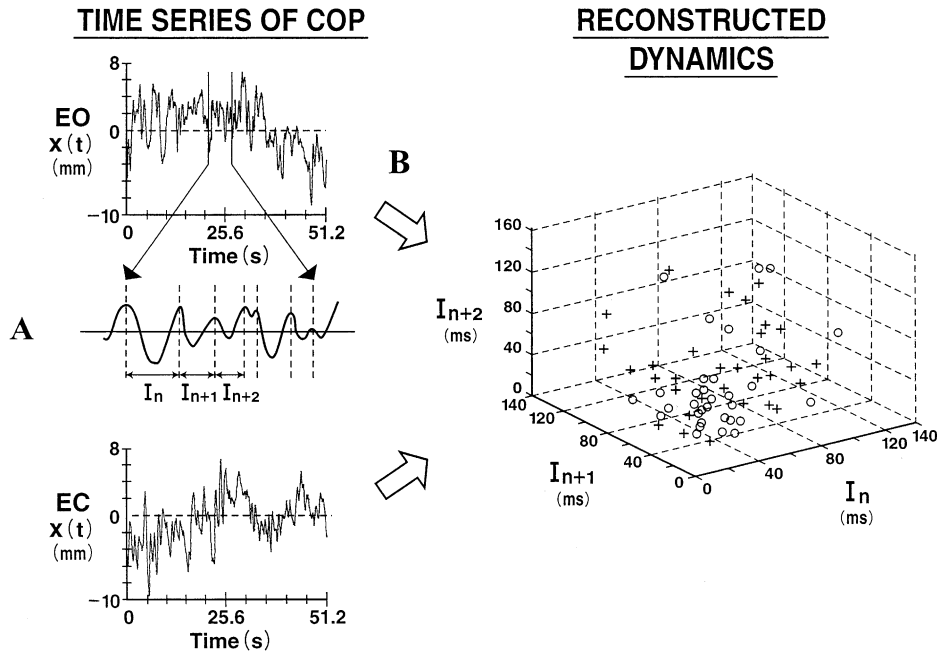 TIME SERIES OF COP
RECONSTRUCTED
DYNAMICS
8
EO
x(t)
(mm)
0
−10
0 25.6 51.2
Time(s)
A
In In+1 In+2
8
EC
x(t)
(mm)
0
−10
0 25.6 51.2
Time(s)
B
160
120
80
40
0
In+2
(ms)
140
120
80
40
0
In+1
(ms)
0
40
80
120
140
In
(ms)